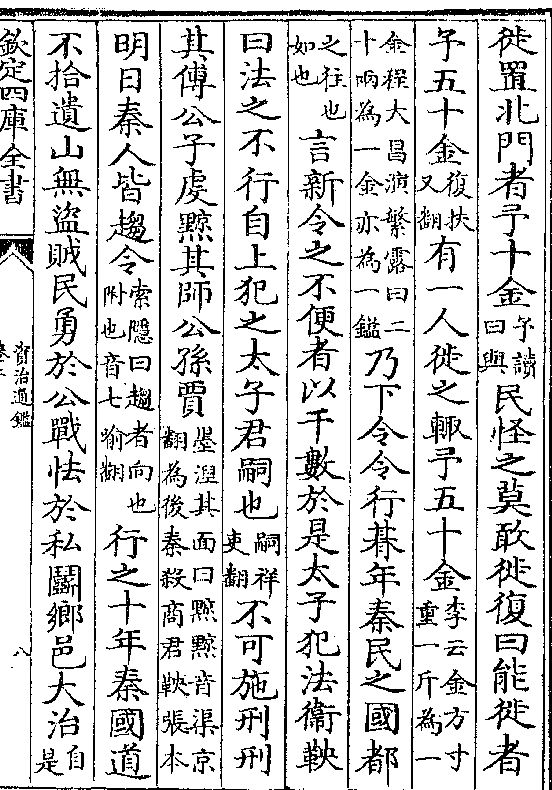 徙置北門者予十金予讀曰與民怪之莫敢徙復曰能徙者
予五十金復扶又翻有一人徙之輒予五十金李云金方寸重一斤為一
金程大昌演繁露曰二十兩為一金亦為一鎰乃下令令行朞年秦民之國都
之往也如也言新令之不便者以千數於是太子犯法衞鞅
曰法之不行自上犯之太子君嗣也嗣祥吏翻不可施刑刑
其傅公子虔黥其師公孫賈墨湼其面曰黥黥音渠京翻為後秦殺商君鞅張本
明日秦人皆趨令索隱曰趨者向也附也音七喻翻行之十年秦國道
不拾遺山無盜賊民勇於公戰怯於私鬭鄉邑大治自是
欽定四庫全書
資治通鑑
卷二
八